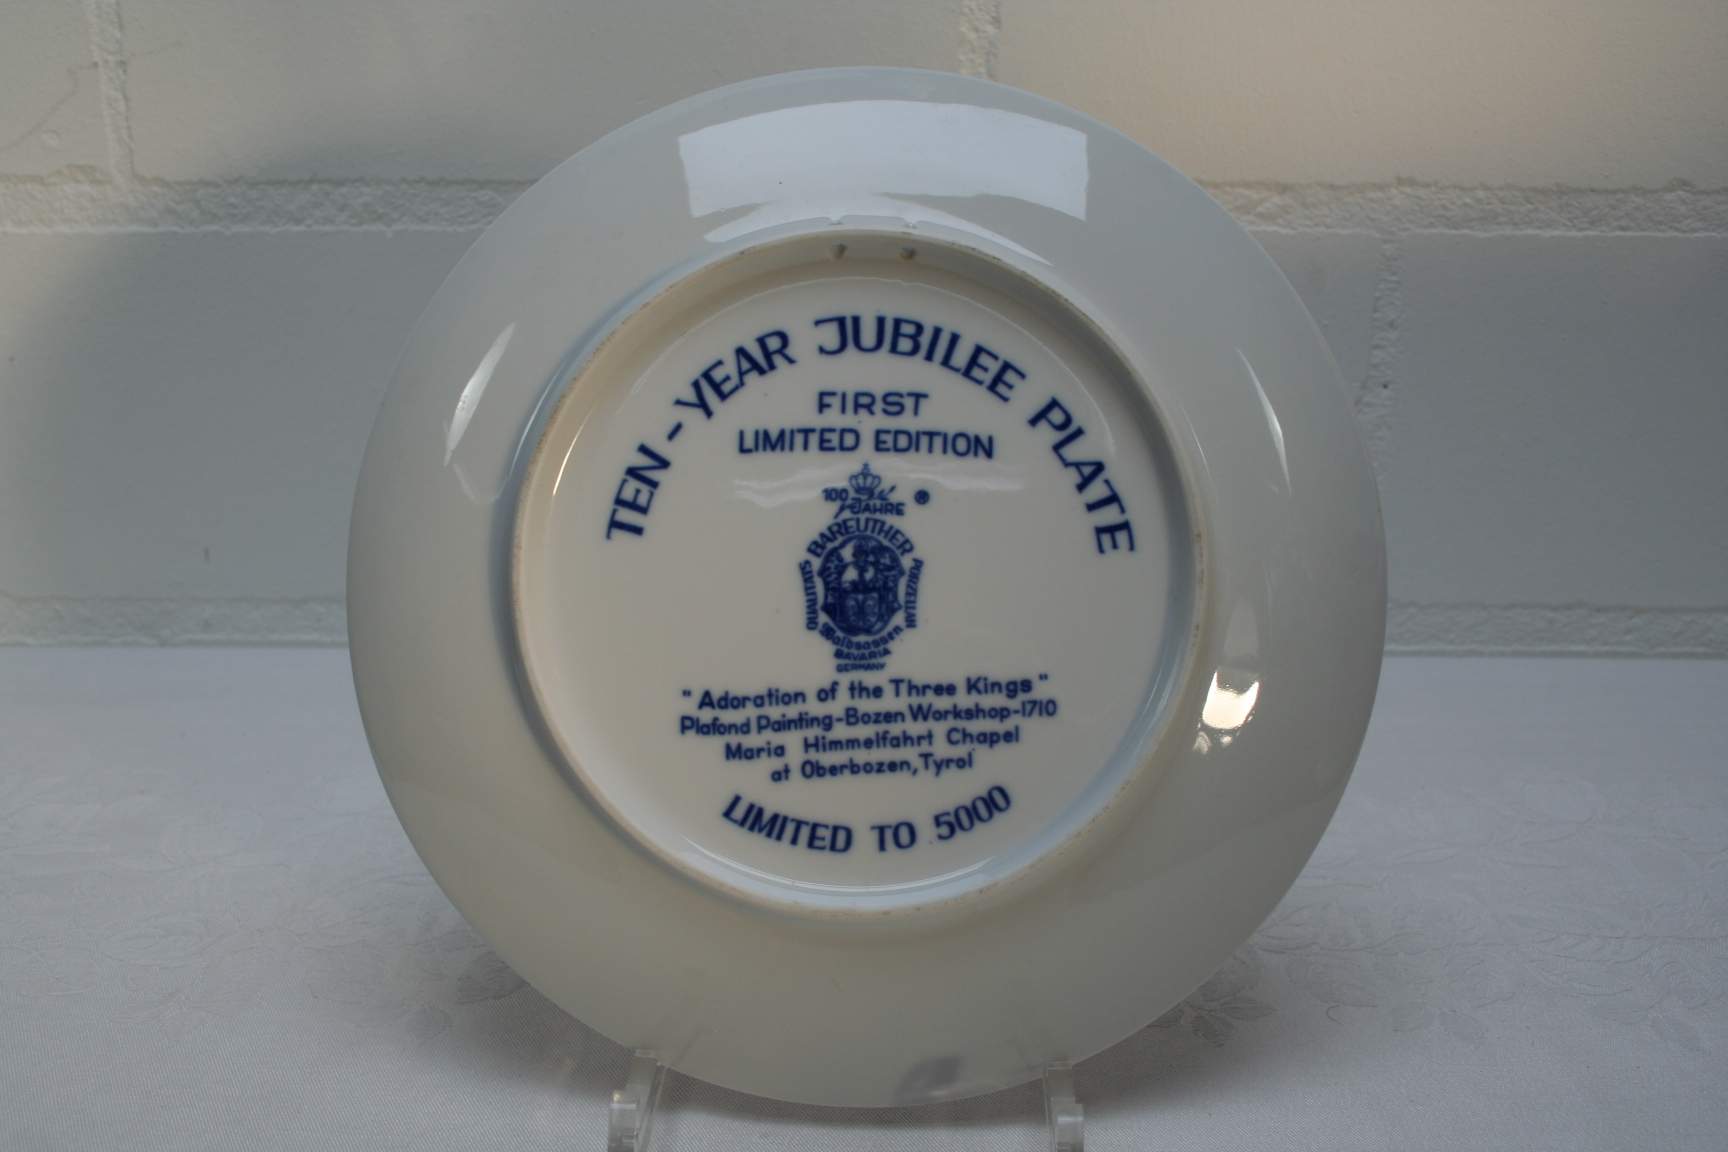 TEN-YEAR JUBILEE PLATE
FIRST
LIMITED EDITION
100
JAHRE
®
BAREUTHER
QUALITÄTS PORZELLAN
Waldsassen
BAVARIA
GERMANY
"Adoration of the Three Kings"
Plafond Painting-Bozen Workshop-1710
Maria Himmelfahrt Chapel
at Oberbozen, Tyrol
LIMITED TO 5000